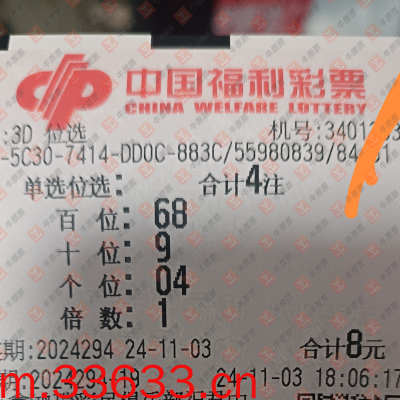 中国福利彩票
CHINA WELFARE LOTTERY
:3D 位选 机号:3401
-5C30-7414-DD0C-883C/55980839/84
单选位选: 合计4注
百 位: 68
十 位: 9
个 位: 04
倍 数: 1
期:2024294 24-11-03 合计8元
期:2024294-19 24-11-03 18:06:17
m.33633.cn